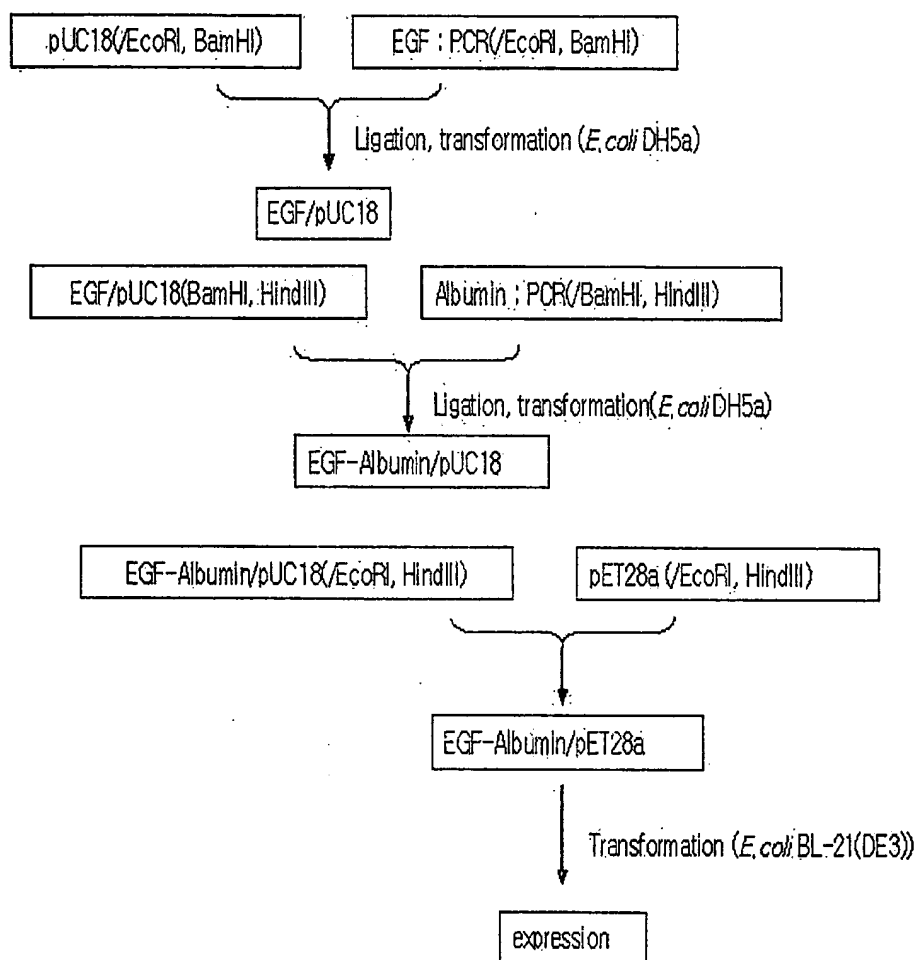 pUC18(/EcoRI, BamHI)
EGF : PCR(/EcoRI, BamHI)
Ligation, transformation (E.coli DH5a)
EGF/pUC18
EGF/pUC18(BamHI, HindIII)
Albumin : PCR(/BamHI, HindIII)
Ligation, transformation(E.coli DH5a)
EGF-Albumin/pUC18
EGF-Albumin/pUC18(/EcoRI, HindIII)
pET28a (/EcoRI, HindIII)
EGF-Albumin/pET28a
Transformation (E.coli BL-21(DE3))
expression